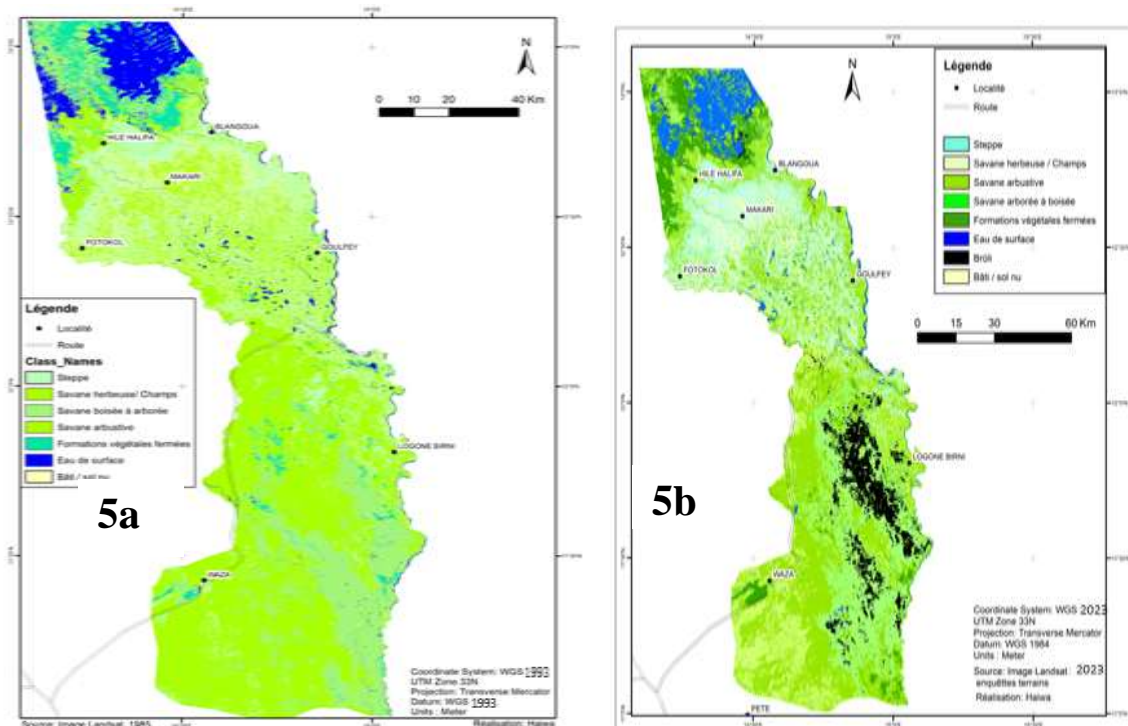 N
0 10 20 40 Km
BLANGOUA
HILE HALIFA
MAKARI
FOTOKOL
GOULFEY
LOGONE BIRNI
WAZA
Légende
Localité
Route
Class_Names
Steppe
Savane herbeuse/ Champs
Savane boisée à arborée
Savane arbustive
Formations végétales fermées
Eau de surface
Bâti / sol nu
5a
Coordinate System: WGS 1993
UTM Zone 33N
Projection: Transverse Mercator
Datum: WGS 1993
Units : Meter
Source: Image Landsat, 1985
Réalisation: Haiwa
N
Légende
Localité
Route
Steppe
Savane herbeuse / Champs
Savane arbustive
Savane arborée à boisée
Formations végétales fermées
Eau de surface
Brûli
Bâti / sol nu
0 15 30 60 Km
BLANGOUA
HILE HALIFA
MAKARI
FOTOKOL
GOULFEY
LOGONE BIRNI
WAZA
PETE
5b
Coordinate System: WGS 2023
UTM Zone 33N
Projection: Transverse Mercator
Datum: WGS 1984
Units : Meter
Source: Image Landsat : 2023
enquêttes terrains
Réalisation: Haiwa